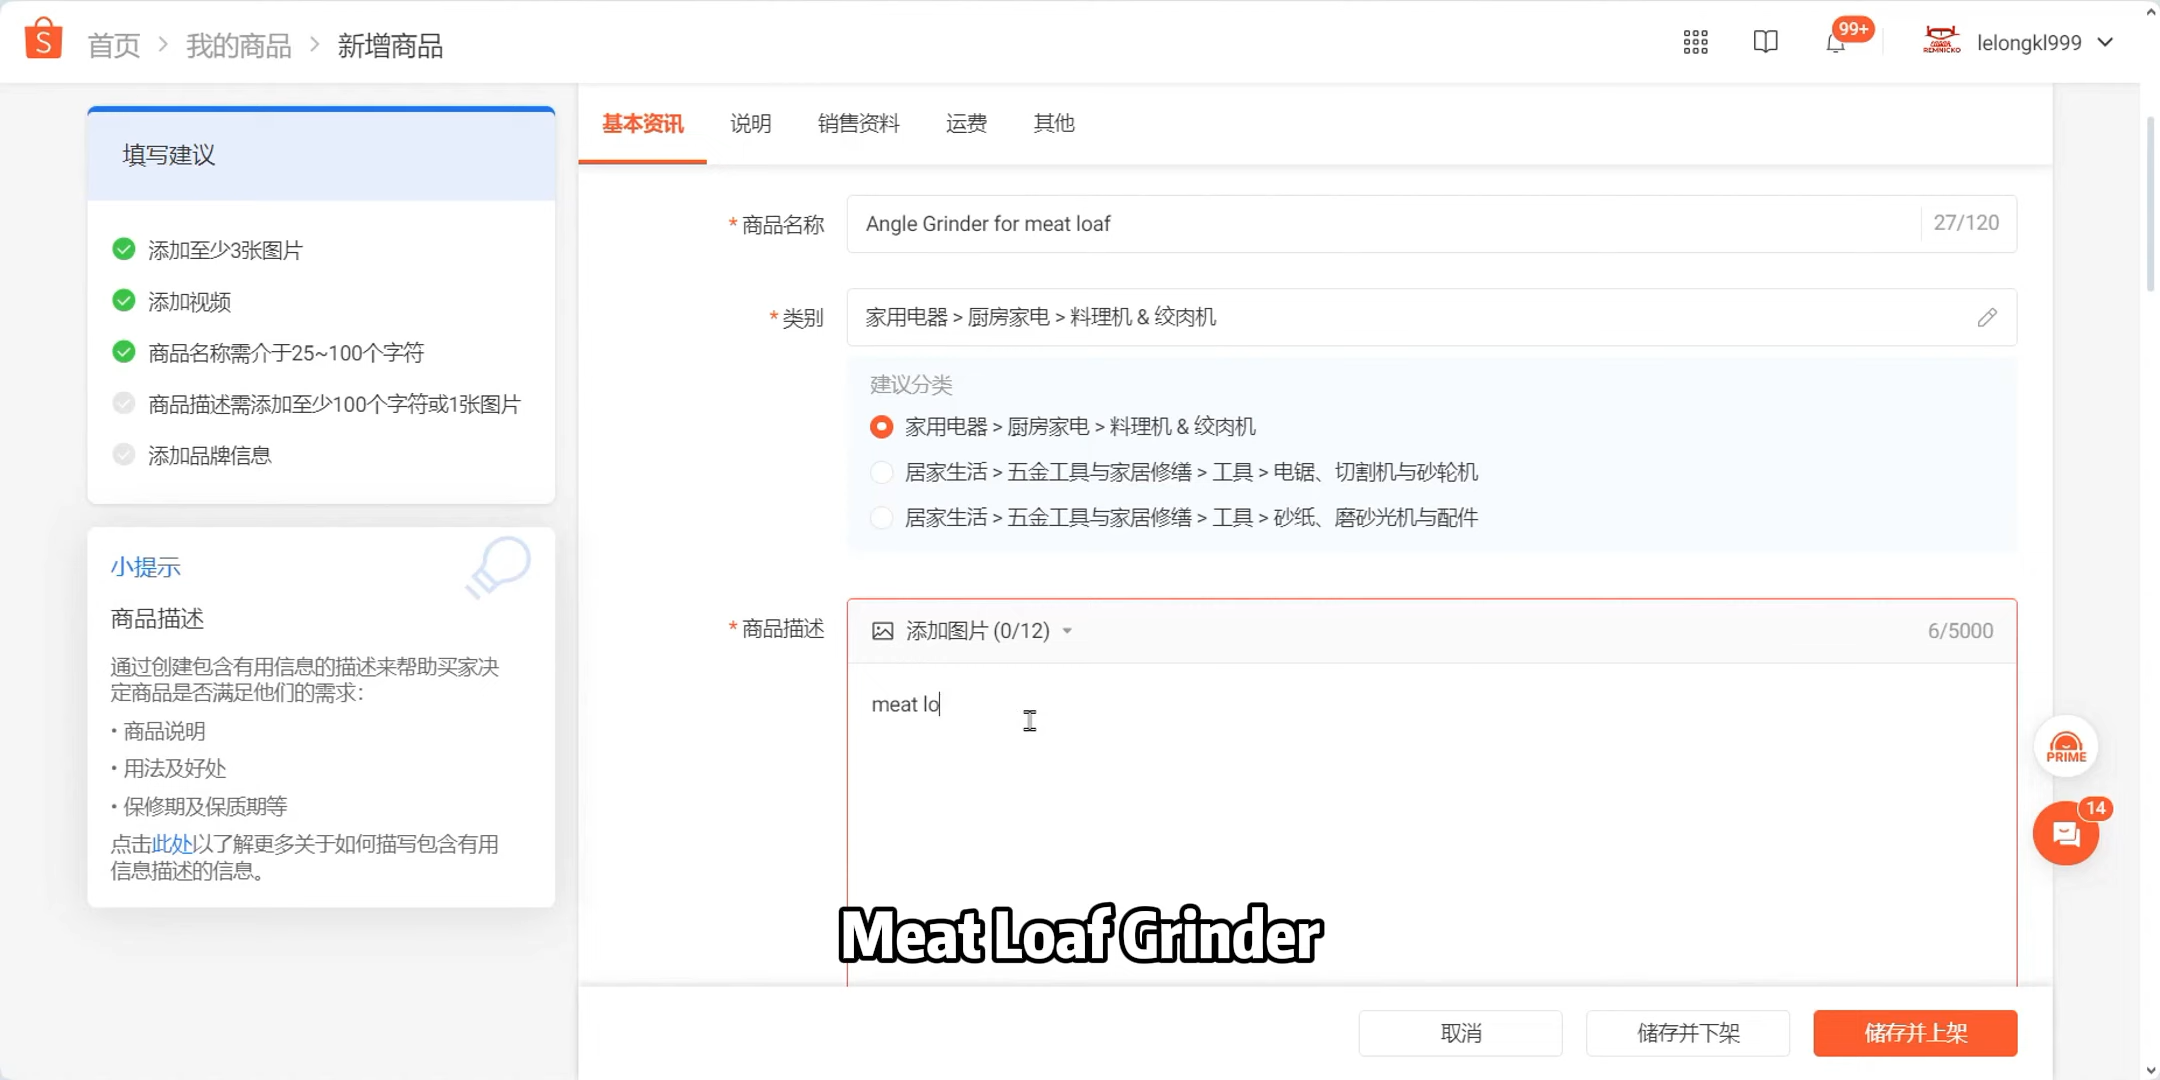 首页 > 我的商品 > 新增商品
99+
REMNICKO
lelongkl999
填写建议
添加至少3张图片
添加视频
商品名称需介于25~100个字符
商品描述需添加至少100个字符或1张图片
添加品牌信息
小提示
商品描述
通过创建包含有用信息的描述来帮助买家决
定商品是否满足他们的需求：
• 商品说明
• 用法及好处
• 保修期及保质期等
点击此处以了解更多关于如何描写包含有用
信息描述的信息。
基本资讯 说明 销售资料 运费 其他
* 商品名称
Angle Grinder for meat loaf
27/120
* 类别
家用电器 > 厨房家电 > 料理机 & 绞肉机
建议分类
家用电器 > 厨房家电 > 料理机 & 绞肉机
居家生活 > 五金工具与家居修缮 > 工具 > 电锯、切割机与砂轮机
居家生活 > 五金工具与家居修缮 > 工具 > 砂纸、磨砂光机与配件
* 商品描述
添加图片 (0/12)
6/5000
meat lo
PRIME
14
Meat Loaf Grinder
取消 储存并下架 储存并上架